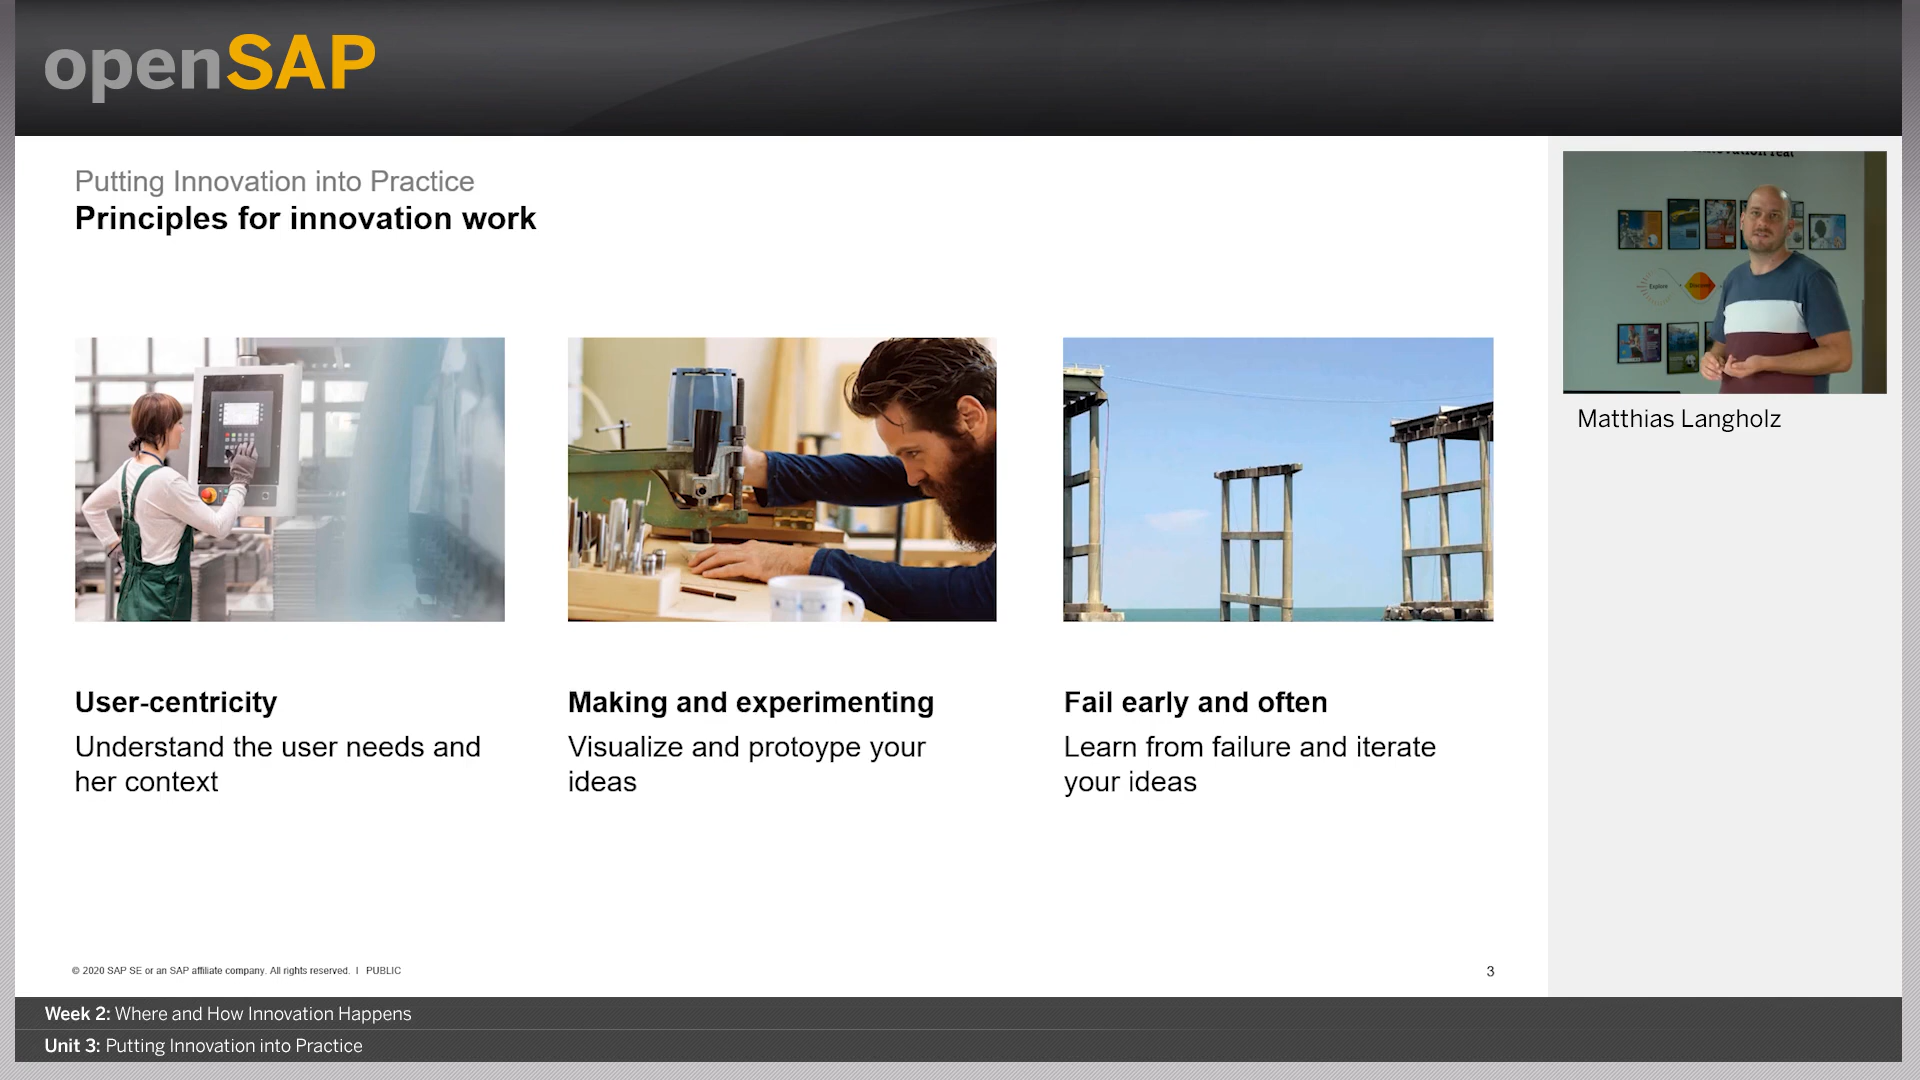 openSAP
Putting Innovation into Practice
Principles for innovation work
Explore
Matthias Langholz
User-centricity
Understand the user needs and
her context
Making and experimenting
Visualize and protoype your
ideas
Fail early and often
Learn from failure and iterate
your ideas
© 2020 SAP SE or an SAP affiliate company. All rights reserved. I PUBLIC
3
Week 2: Where and How Innovation Happens
Unit 3: Putting Innovation into Practice